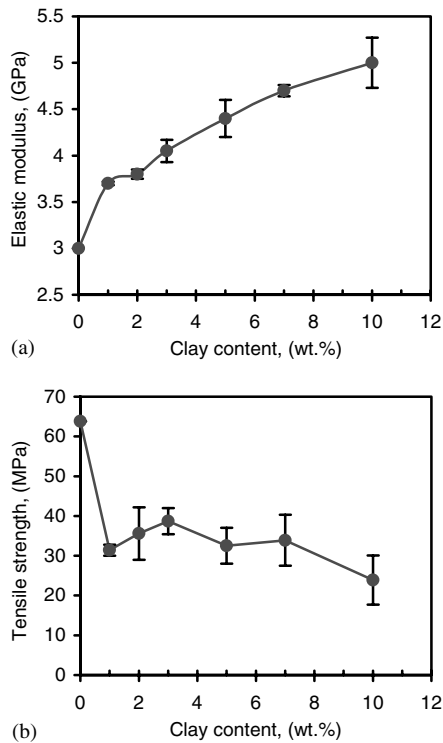 5.5
5
4.5
4
3.5
3
2.5
Elastic modulus, (GPa)
0 2 4 6 8 10 12
(a)
Clay content, (wt.%)
70
60
50
40
30
20
10
0
Tensile strength, (MPa)
0 2 4 6 8 10 12
(b)
Clay content, (wt.%)